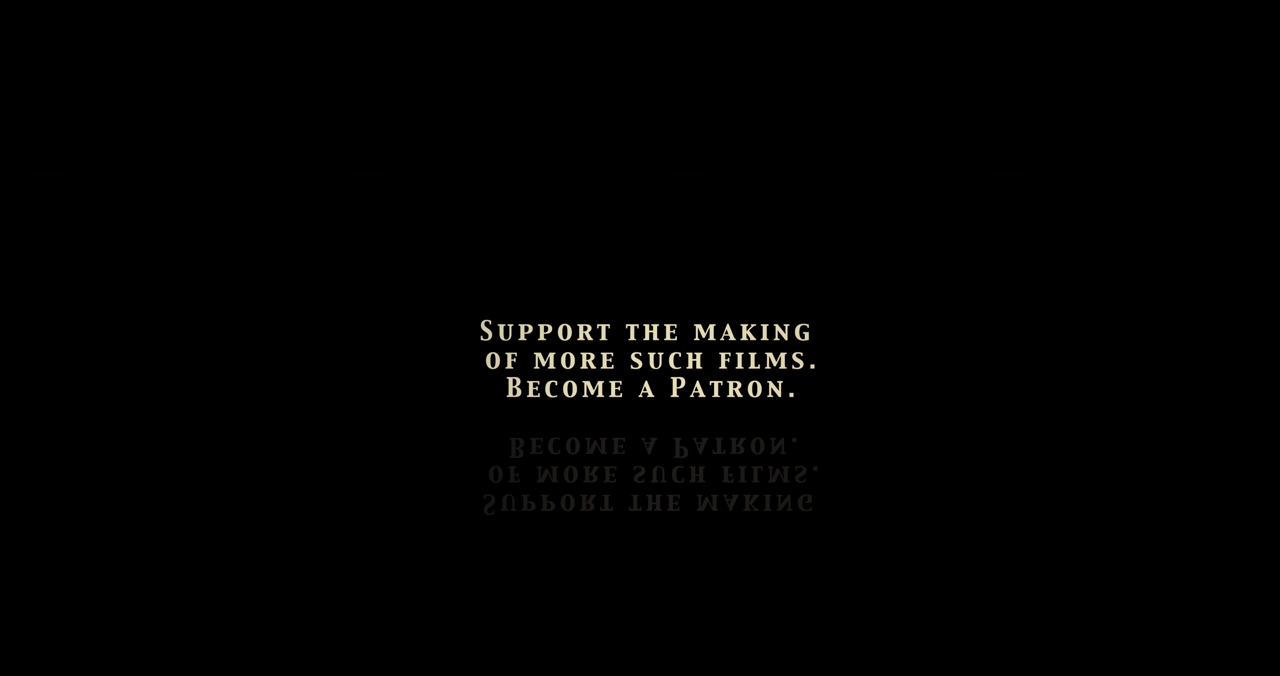 Support the making
of more such films.
Become a Patron.